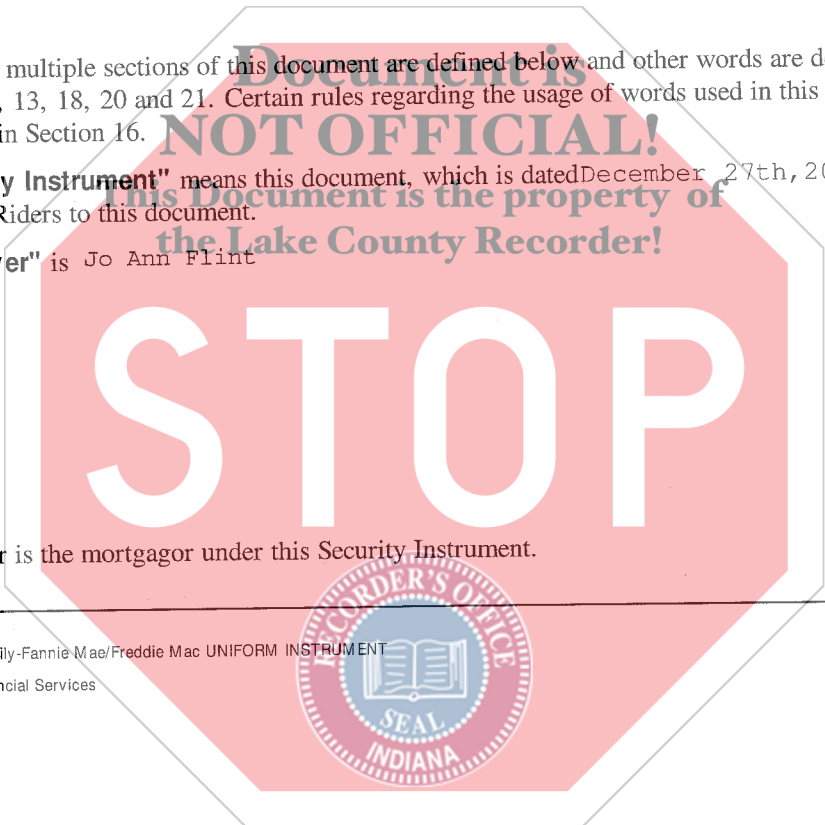 multiple sections of this document are defined below and other words are d
, 13, 18, 20 and 21. Certain rules regarding the usage of words used in this
in Section 16.
y Instrument" means this document, which is dated December 27th, 20
Riders to this document.
er" is Jo Ann Flint
r is the mortgagor under this Security Instrument.
ily-Fannie Mae/Freddie Mac UNIFORM INSTRUMENT
ncial Services
Document is
NOT OFFICIAL!
This Document is the property of
the Lake County Recorder!
STOP
RECORDER'S OFFICE
SEAL
INDIANA